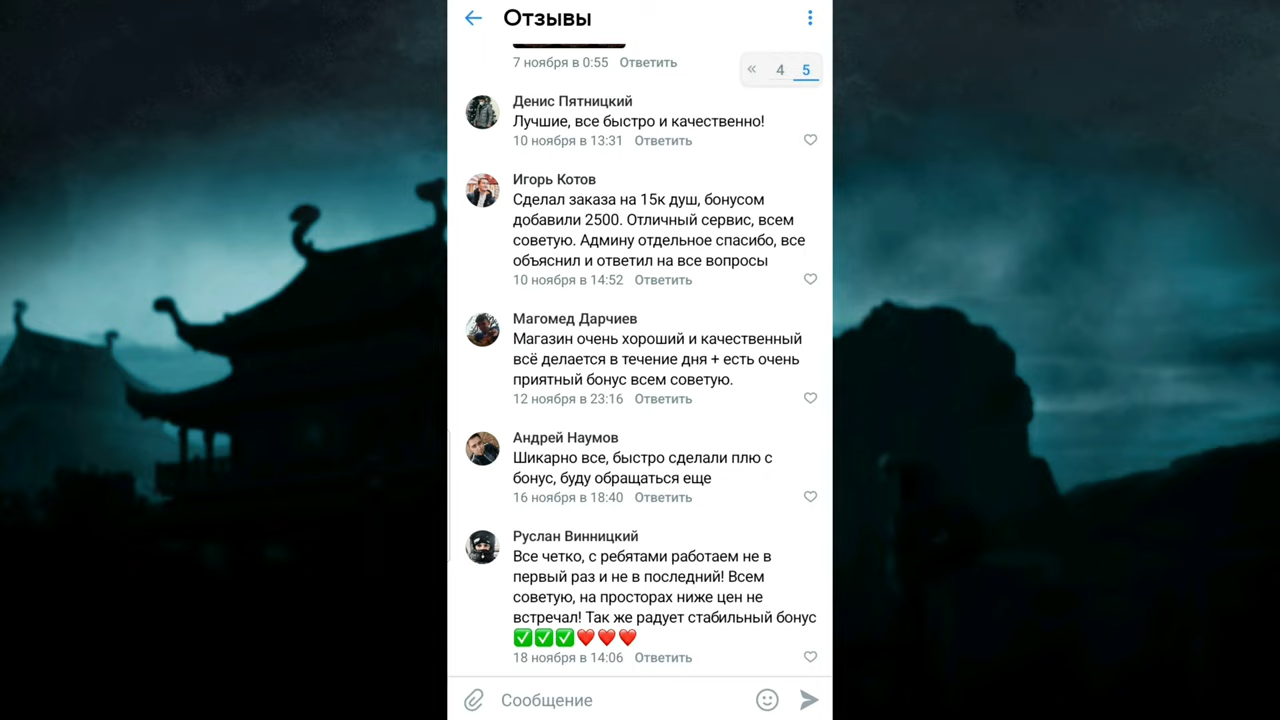 Отзывы
7 ноября в 0:55 Ответить
« 4 5
Денис Пятницкий
Лучшие, все быстро и качественно!
10 ноября в 13:31 Ответить
Игорь Котов
Сделал заказа на 15к душ, бонусом
добавили 2500. Отличный сервис, всем
советую. Админу отдельное спасибо, все
объяснил и ответил на все вопросы
10 ноября в 14:52 Ответить
Магомед Дарчиев
Магазин очень хороший и качественный
всё делается в течение дня + есть очень
приятный бонус всем советую.
12 ноября в 23:16 Ответить
Андрей Наумов
Шикарно все, быстро сделали плю с
бонус, буду обращаться еще
16 ноября в 18:40 Ответить
Руслан Винницкий
Все четко, с ребятами работаем не в
первый раз и не в последний! Всем
советую, на просторах ниже цен не
встречал! Так же радует стабильный бонус
✅✅✅❤️❤️❤️
18 ноября в 14:06 Ответить
Сообщение